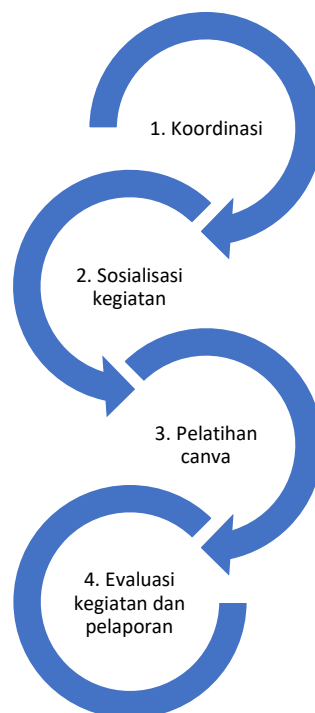 1. Koordinasi
2. Sosialisasi
kegiatan
3. Pelatihan
canva
4. Evaluasi
kegiatan dan
pelaporan